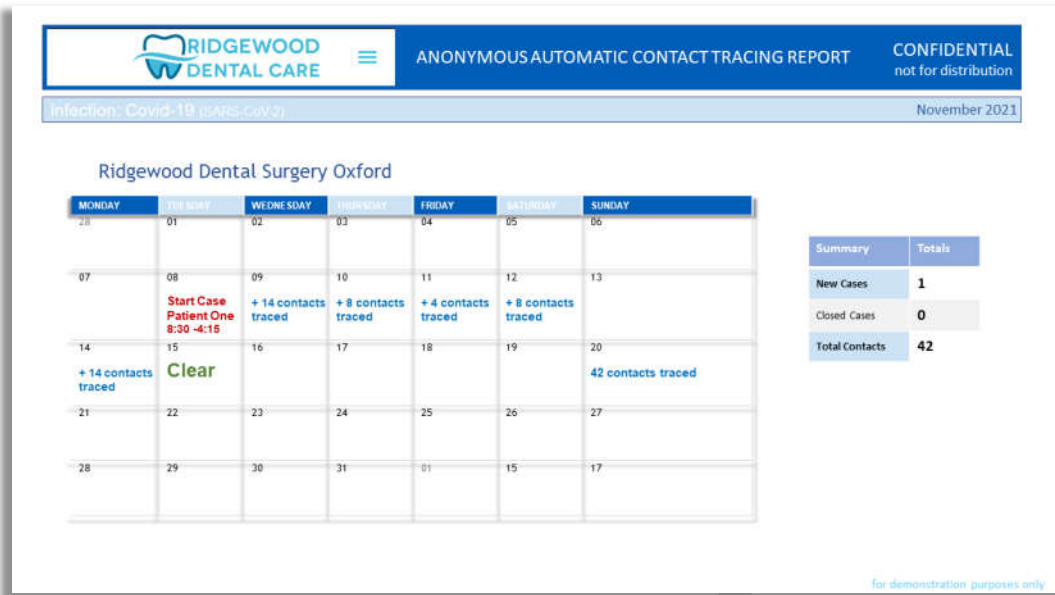 RIDGEWOOD
DENTAL CARE
ANONYMOUS AUTOMATIC CONTACT TRACING REPORT
CONFIDENTIAL
not for distribution
Infection: Covid-19 (SARS-CoV-2)
November 2021
Ridgewood Dental Surgery Oxford
MONDAY TUESDAY WEDNESDAY THURSDAY FRIDAY SATURDAY SUNDAY
28 01 02 03 04 05 06
07 08 09 10 11 12 13
Start Case
Patient One
8:30 -4:15
+ 14 contacts
traced
+ 8 contacts
traced
+ 4 contacts
traced
+ 8 contacts
traced
14 15 16 17 18 19 20
+ 14 contacts
traced
Clear
42 contacts traced
21 22 23 24 25 26 27
28 29 30 31 01 15 17
Summary Totals
New Cases 1
Closed Cases 0
Total Contacts 42
for demonstration purposes only